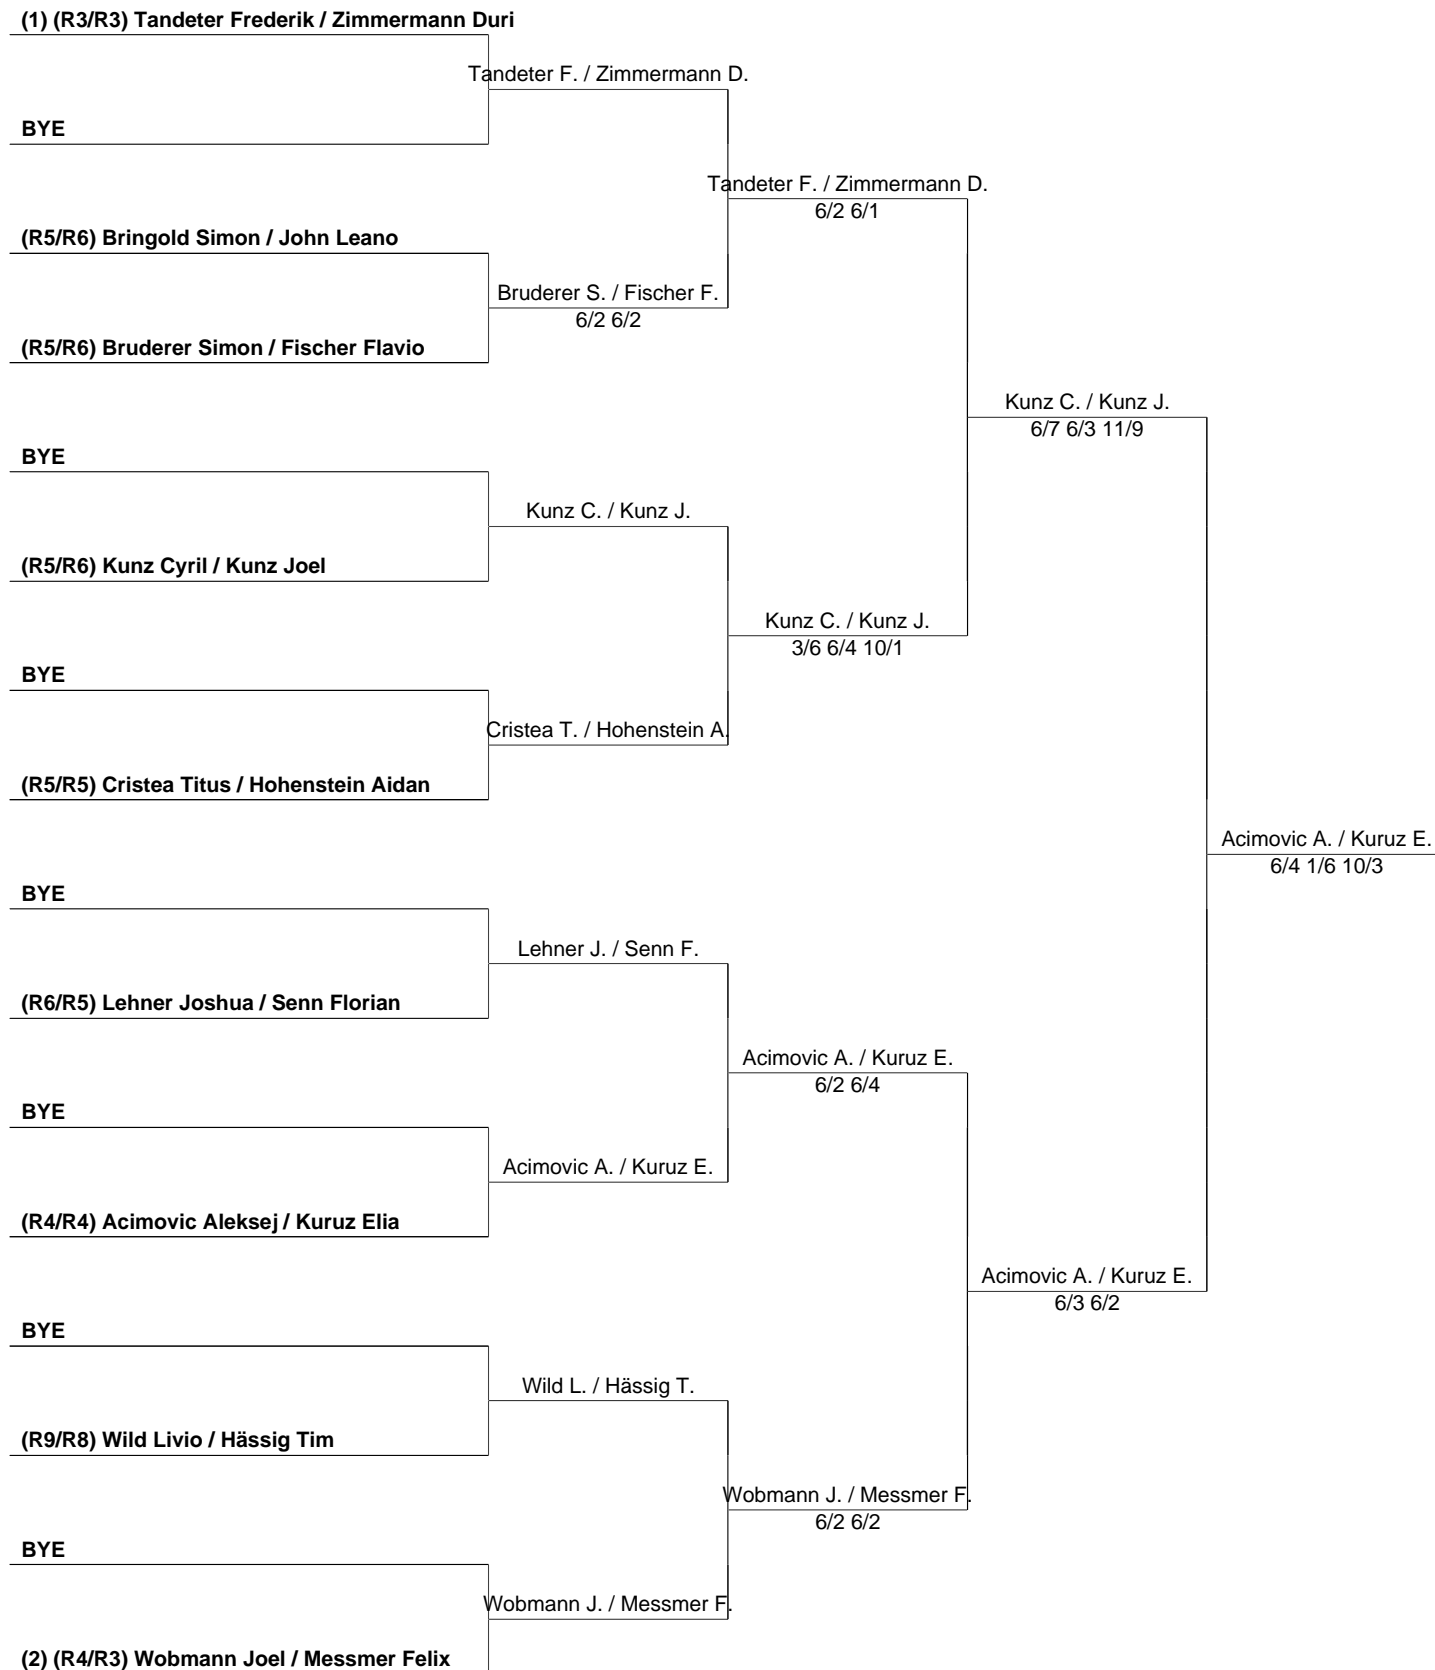 (1) (R3/R3) Tandeter Frederik / Zimmermann Duri
Tandeter F. / Zimmermann D.
BYE
Tandeter F. / Zimmermann D.
6/2 6/1
(R5/R6) Bringold Simon / John Leano
Bruderer S. / Fischer F.
6/2 6/2
(R5/R6) Bruderer Simon / Fischer Flavio
Kunz C. / Kunz J.
6/7 6/3 11/9
BYE
Kunz C. / Kunz J.
(R5/R6) Kunz Cyril / Kunz Joel
Kunz C. / Kunz J.
3/6 6/4 10/1
BYE
Cristea T. / Hohenstein A.
(R5/R5) Cristea Titus / Hohenstein Aidan
Acimovic A. / Kuruz E.
6/4 1/6 10/3
BYE
Lehner J. / Senn F.
(R6/R5) Lehner Joshua / Senn Florian
Acimovic A. / Kuruz E.
6/2 6/4
BYE
Acimovic A. / Kuruz E.
(R4/R4) Acimovic Aleksej / Kuruz Elia
Acimovic A. / Kuruz E.
6/3 6/2
BYE
Wild L. / Hässig T.
(R9/R8) Wild Livio / Hässig Tim
Wobmann J. / Messmer F.
6/2 6/2
BYE
Wobmann J. / Messmer F.
(2) (R4/R3) Wobmann Joel / Messmer Felix